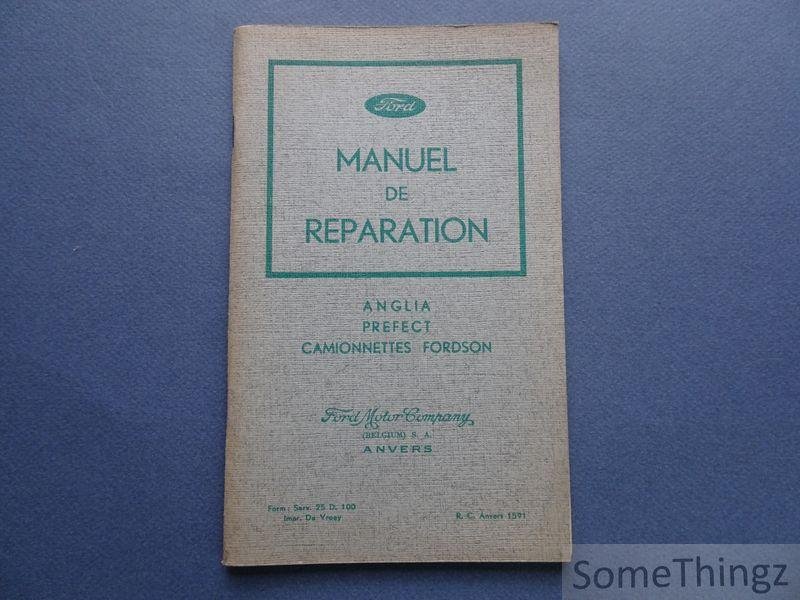 Ford
MANUEL
DE
REPARATION
ANGLIA
PREFECT
CAMIONNETTES FORDSON
Ford Motor Company
(BELGIUM) S. A.
ANVERS
Form : Serv. 25 D. 100
Impr. De Vroey
R. C. Anvers 1591
SomeThingz